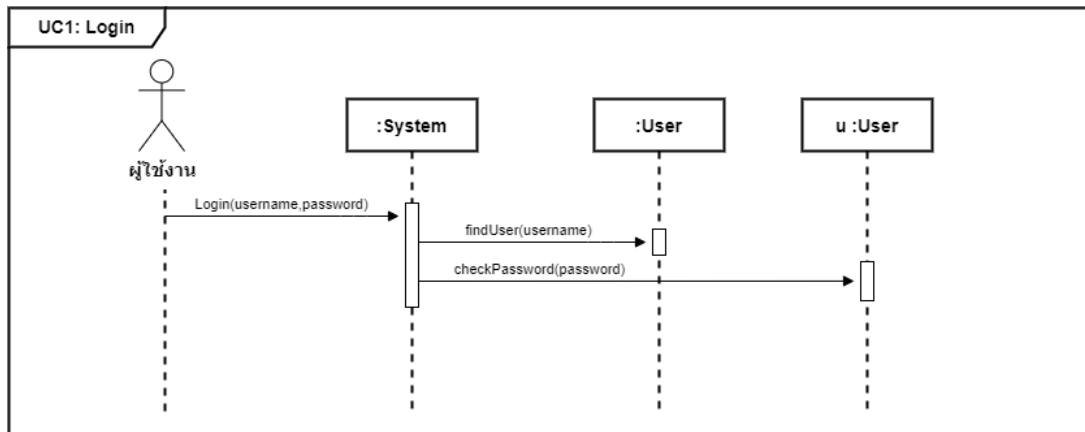 UC1: Login
:System
:User
u :User
ผู้ใช้งาน
Login(username,password)
findUser(username)
checkPassword(password)